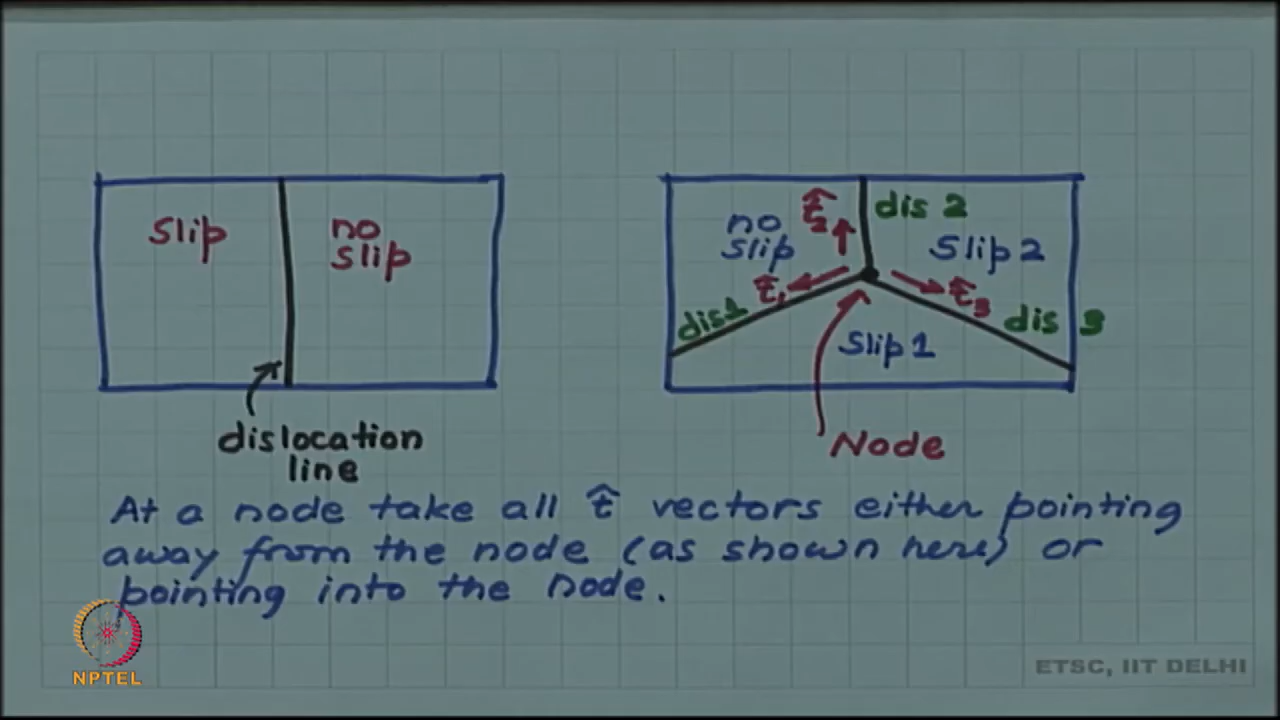 Slip
no
slip
dislocation
line
no
slip
t̂₂
dis 2
Slip 2
t̂₁
t̂₃
dis 1
dis 3
Slip 1
Node
At a node take all t̂ vectors either pointing
away from the node (as shown here) or
pointing into the node.
NPTEL
ETSC, IIT DELHI